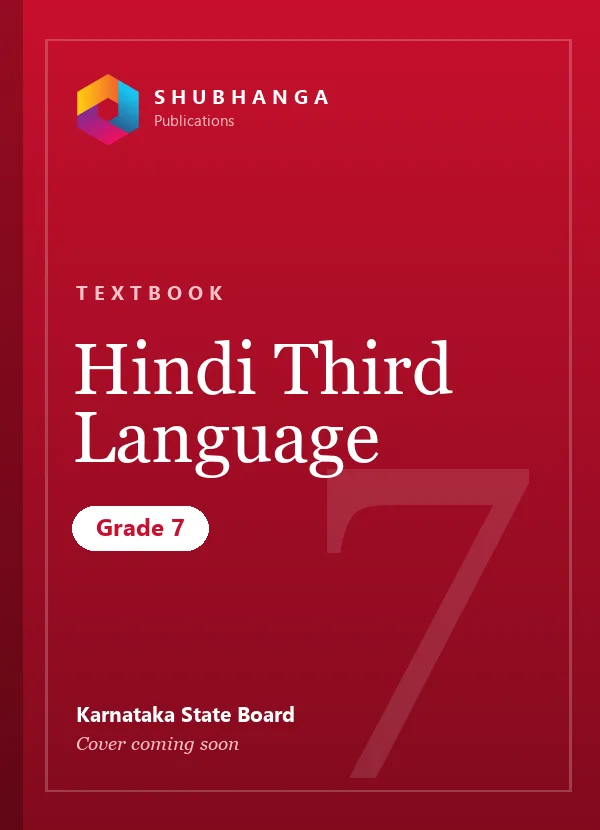 SHUBHANGA
Publications
TEXTBOOK
Hindi Third
Language
7
Grade 7
Karnataka State Board
Cover coming soon